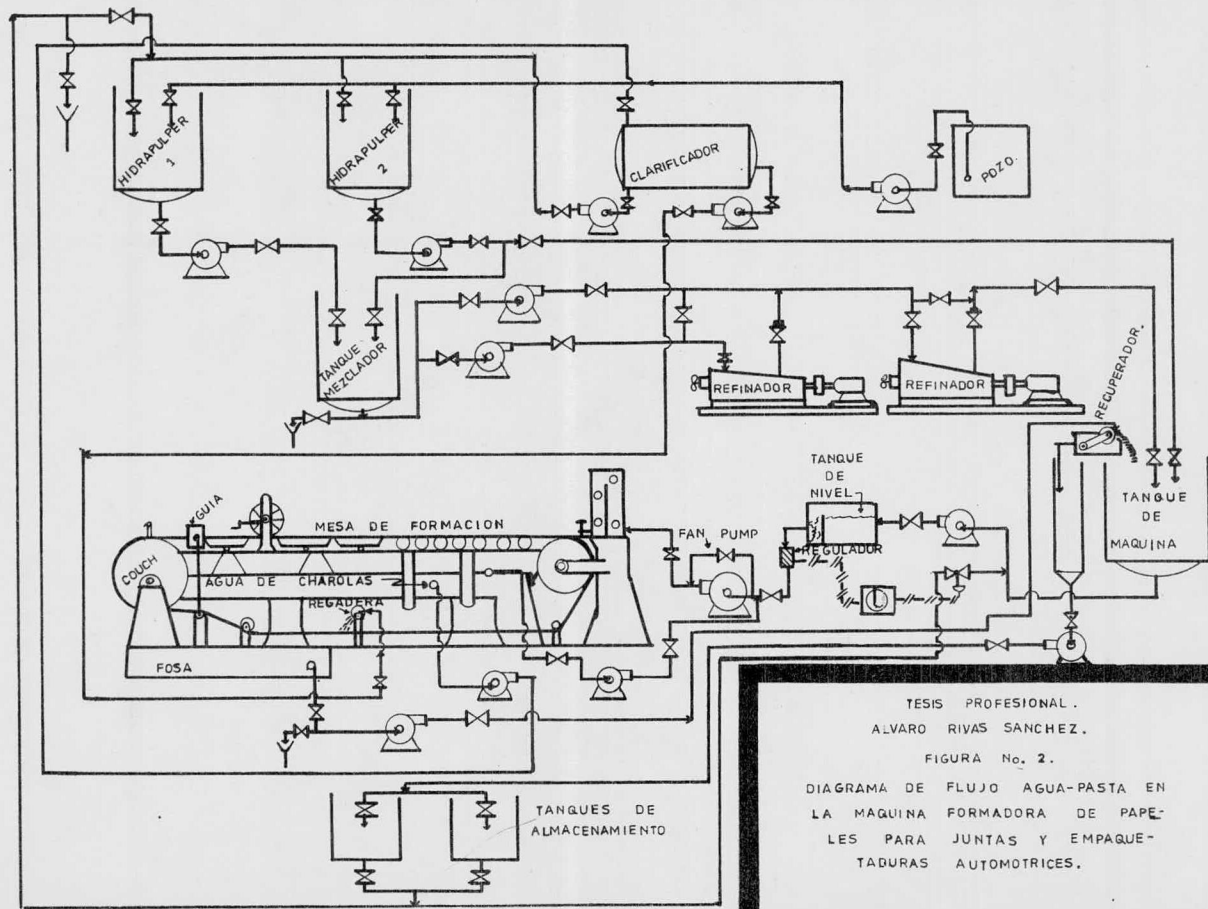 HIDRAPULPER
1
HIDRAPULPER
2
CLARIFICADOR
POZO.
TANQUE
MEZCLADOR
REFINADOR
REFINADOR
RECUPERADOR.
TANQUE
DE
NIVEL
TANQUE
DE
MAQUINA
GUIA
MESA DE FORMACION
FAN PUMP
REGULADOR
COUCH
AGUA DE CHAROLAS
REGADERA
FOSA
TANQUES DE
ALMACENAMIENTO
TESIS PROFESIONAL.
ALVARO RIVAS SANCHEZ.
FIGURA No. 2.
DIAGRAMA DE FLUJO AGUA-PASTA EN
LA MAQUINA FORMADORA DE PAPE-
LES PARA JUNTAS Y EMPAQUE-
TADURAS AUTOMOTRICES.